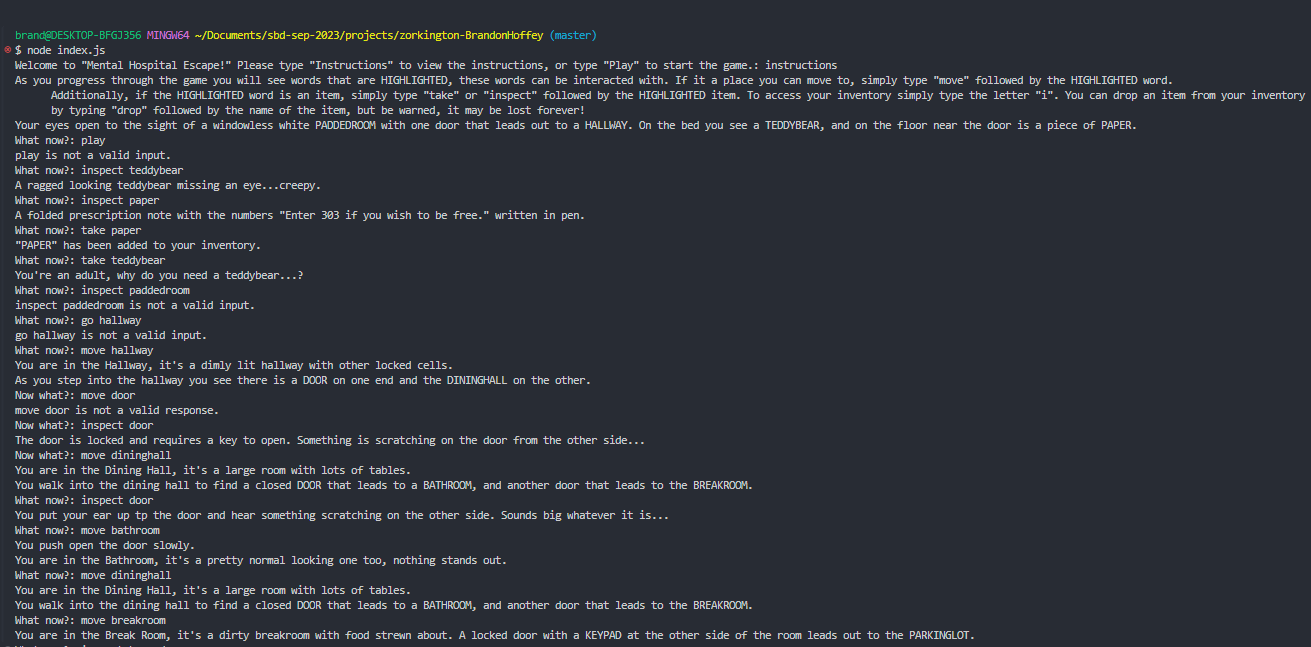 brand@DESKTOP-BFGJ356 MINGW64 ~/Documents/sbd-sep-2023/projects/zorkington-BrandonHoffey (master)
$ node index.js
Welcome to "Mental Hospital Escape!" Please type "Instructions" to view the instructions, or type "Play" to start the game.: instructions
As you progress through the game you will see words that are HIGHLIGHTED, these words can be interacted with. If it a place you can move to, simply type "move" followed by the HIGHLIGHTED word.
Additionally, if the HIGHLIGHTED word is an item, simply type "take" or "inspect" followed by the HIGHLIGHTED item. To access your inventory simply type the letter "i". You can drop an item from your inventory
by typing "drop" followed by the name of the item, but be warned, it may be lost forever!
Your eyes open to the sight of a windowless white PADDEDROOM with one door that leads out to a HALLWAY. On the bed you see a TEDDYBEAR, and on the floor near the door is a piece of PAPER.
What now?: play
play is not a valid input.
What now?: inspect teddybear
A ragged looking teddybear missing an eye...creepy.
What now?: inspect paper
A folded prescription note with the numbers "Enter 303 if you wish to be free." written in pen.
What now?: take paper
"PAPER" has been added to your inventory.
What now?: take teddybear
You're an adult, why do you need a teddybear...?
What now?: inspect paddedroom
inspect paddedroom is not a valid input.
What now?: go hallway
go hallway is not a valid input.
What now?: move hallway
You are in the Hallway, it's a dimly lit hallway with other locked cells.
As you step into the hallway you see there is a DOOR on one end and the DININGHALL on the other.
Now what?: move door
move door is not a valid response.
Now what?: inspect door
The door is locked and requires a key to open. Something is scratching on the door from the other side...
Now what?: move dininghall
You are in the Dining Hall, it's a large room with lots of tables.
You walk into the dining hall to find a closed DOOR that leads to a BATHROOM, and another door that leads to the BREAKROOM.
What now?: inspect door
You put your ear up tp the door and hear something scratching on the other side. Sounds big whatever it is...
What now?: move bathroom
You push open the door slowly.
You are in the Bathroom, it's a pretty normal looking one too, nothing stands out.
What now?: move dininghall
You are in the Dining Hall, it's a large room with lots of tables.
You walk into the dining hall to find a closed DOOR that leads to a BATHROOM, and another door that leads to the BREAKROOM.
What now?: move breakroom
You are in the Break Room, it's a dirty breakroom with food strewn about. A locked door with a KEYPAD at the other side of the room leads out to the PARKINGLOT.